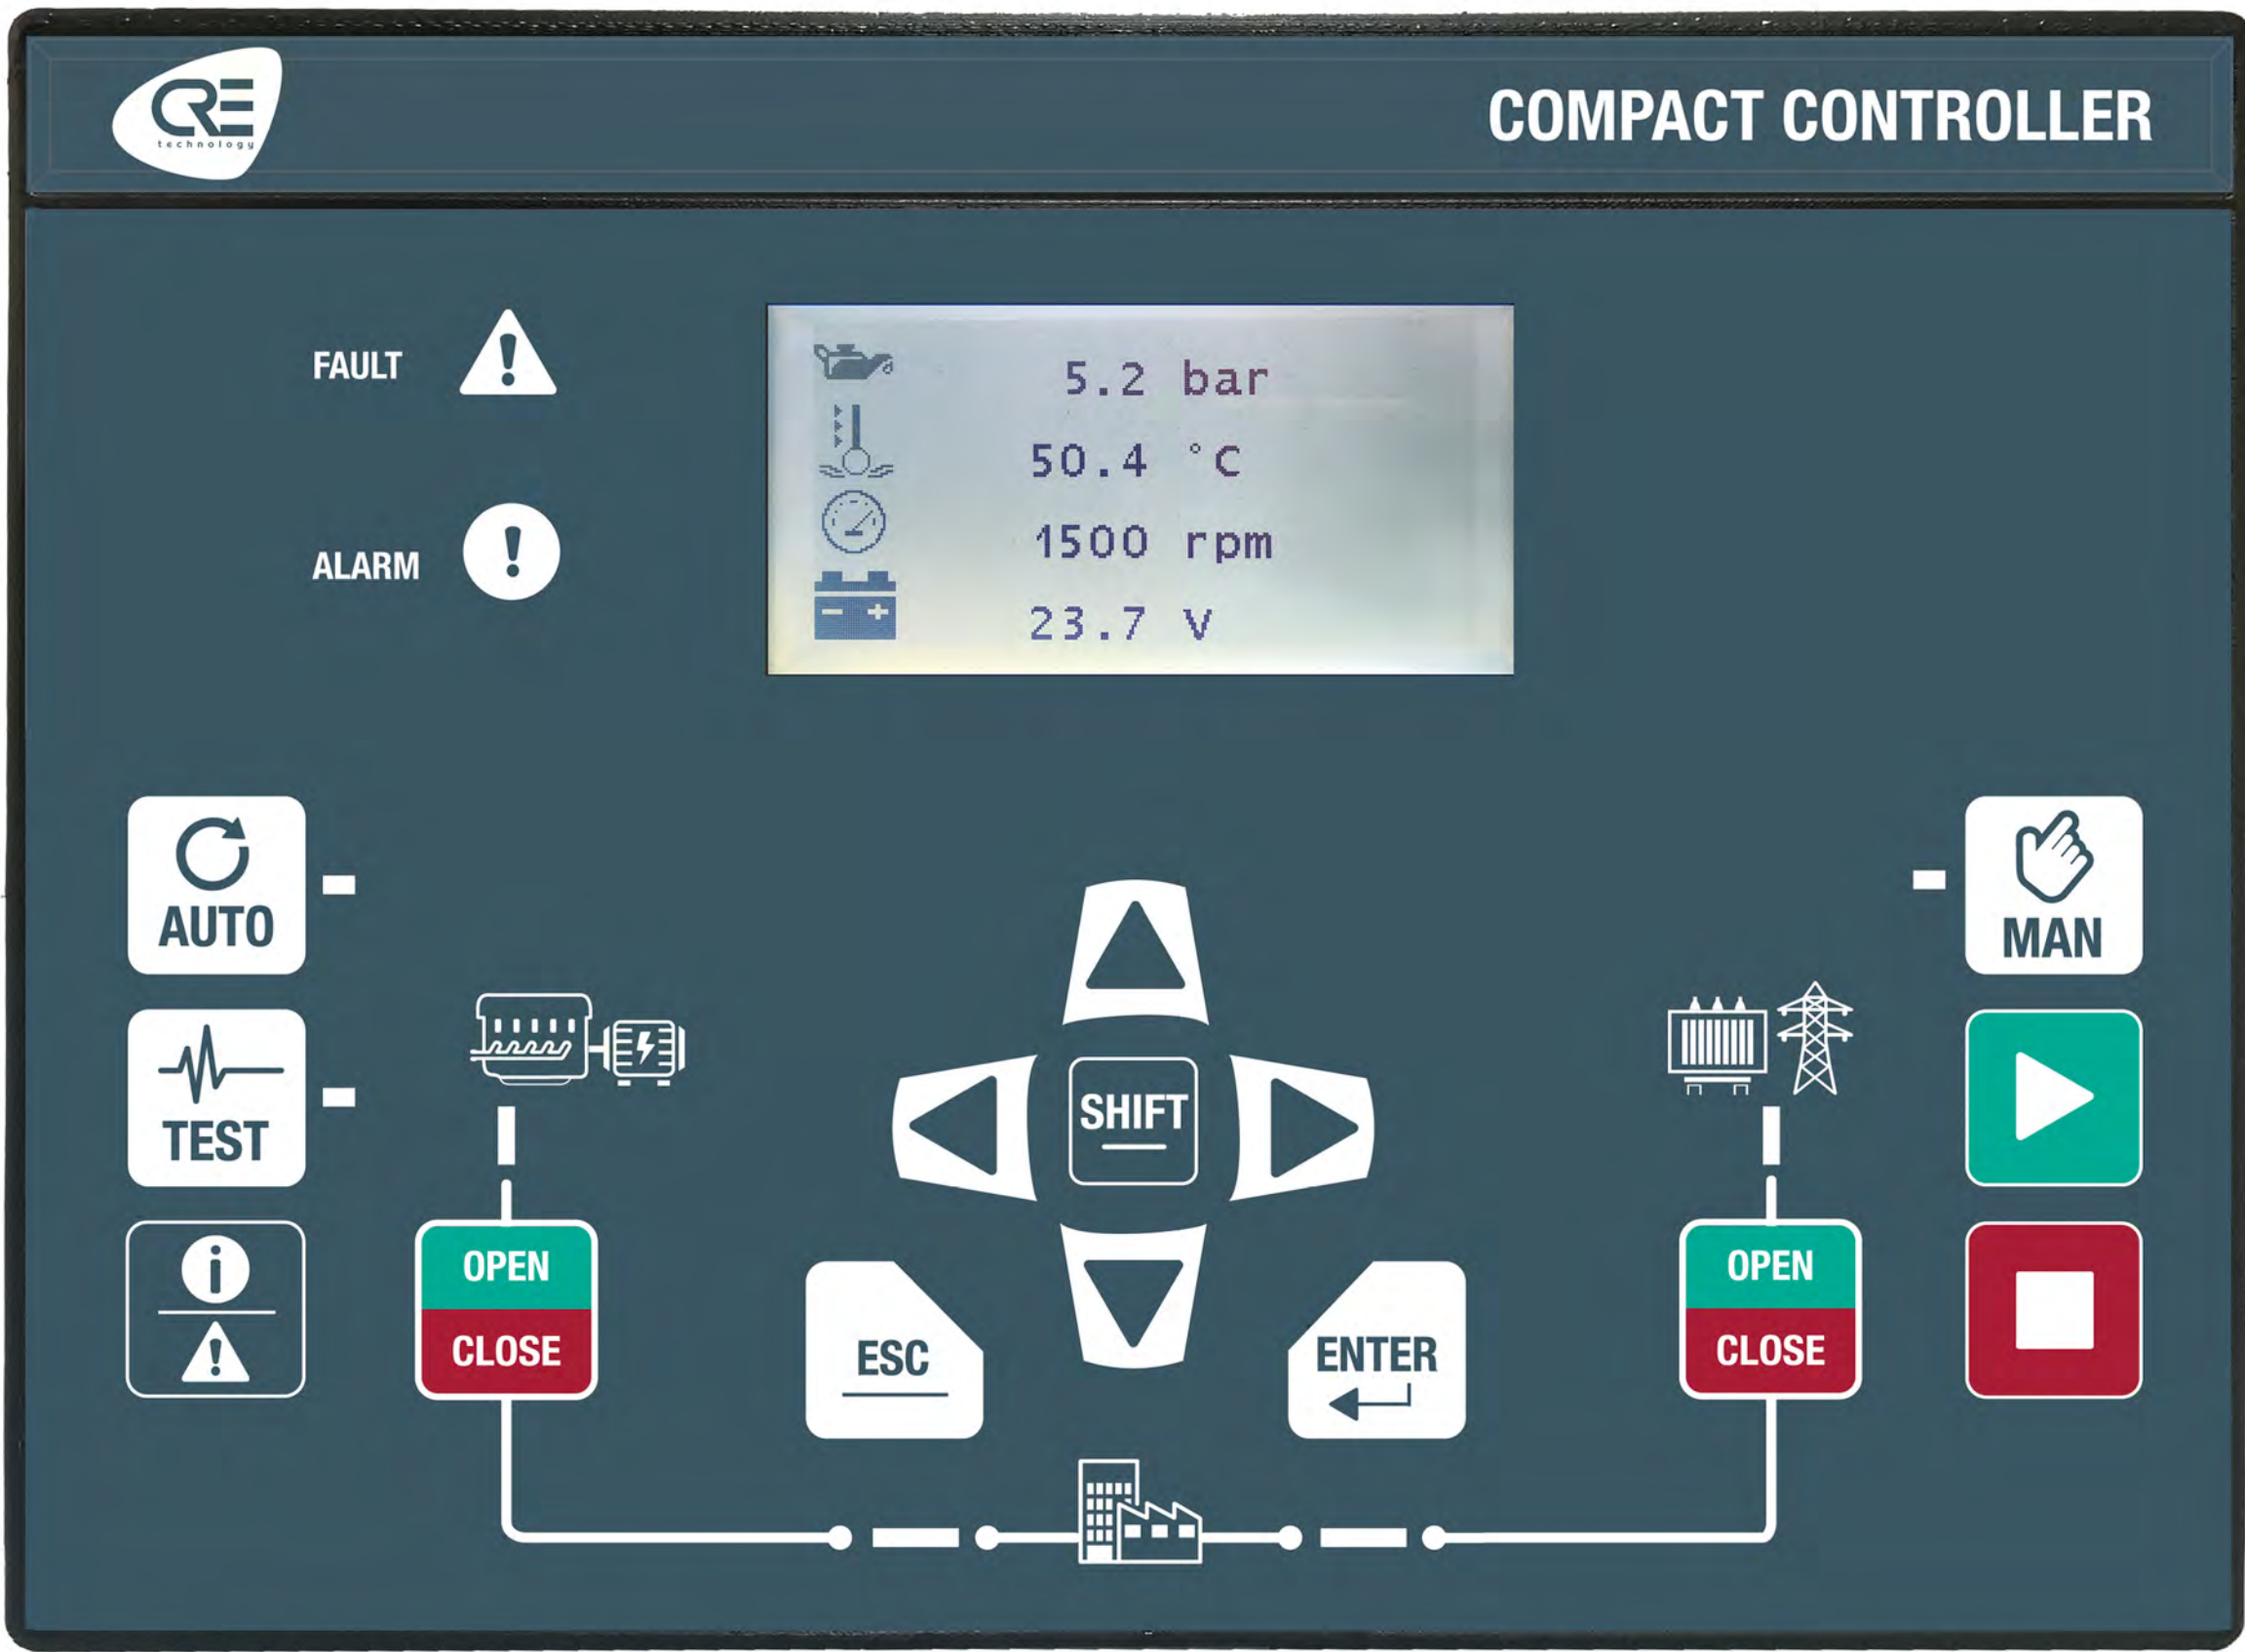 CRE
technology
COMPACT CONTROLLER
FAULT
ALARM
5.2 bar
50.4 °C
1500 rpm
23.7 V
AUTO
MAN
TEST
SHIFT
OPEN
CLOSE
OPEN
CLOSE
ESC
ENTER